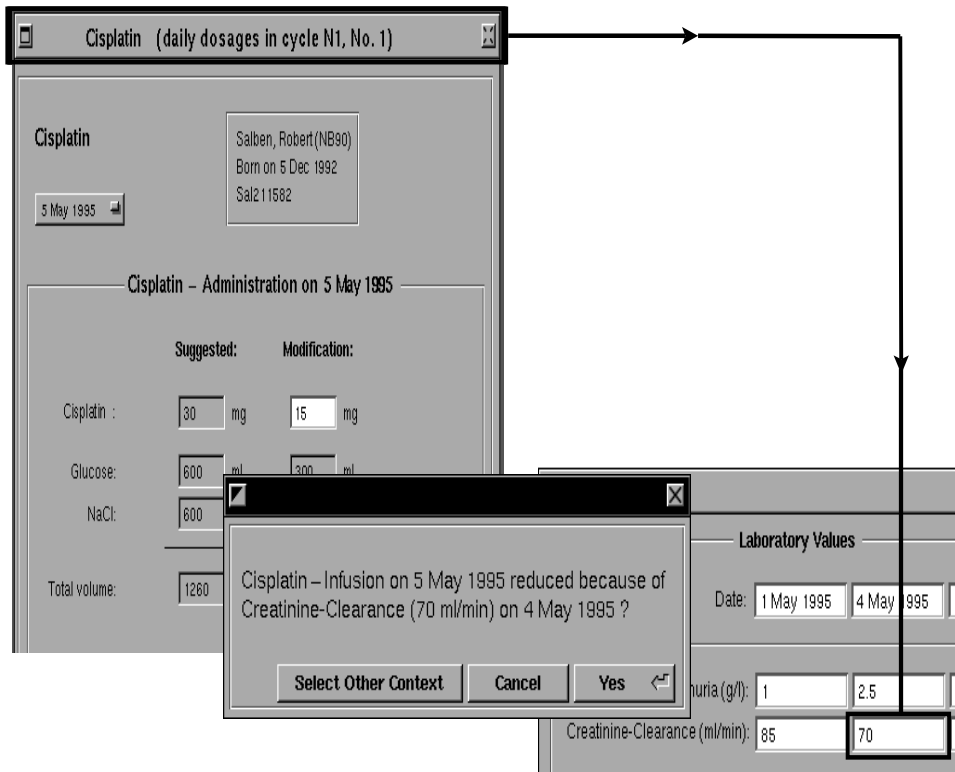 Cisplatin (daily dosages in cycle N1, No. 1)
Cisplatin
Salben, Robert (NB90)
Born on 5 Dec 1992
Sal211582
5 May 1995
Cisplatin – Administration on 5 May 1995
Suggested: Modification:
Cisplatin : 30 mg 15 mg
Glucose: 600 ml 300 ml
NaCl: 600
Total volume: 1260
Cisplatin – Infusion on 5 May 1995 reduced because of
Creatinine-Clearance (70 ml/min) on 4 May 1995 ?
Select Other Context Cancel Yes
Laboratory Values
Date: 1 May 1995 4 May 1995
(g/l): 1 2.5
Creatinine-Clearance (ml/min): 85 70